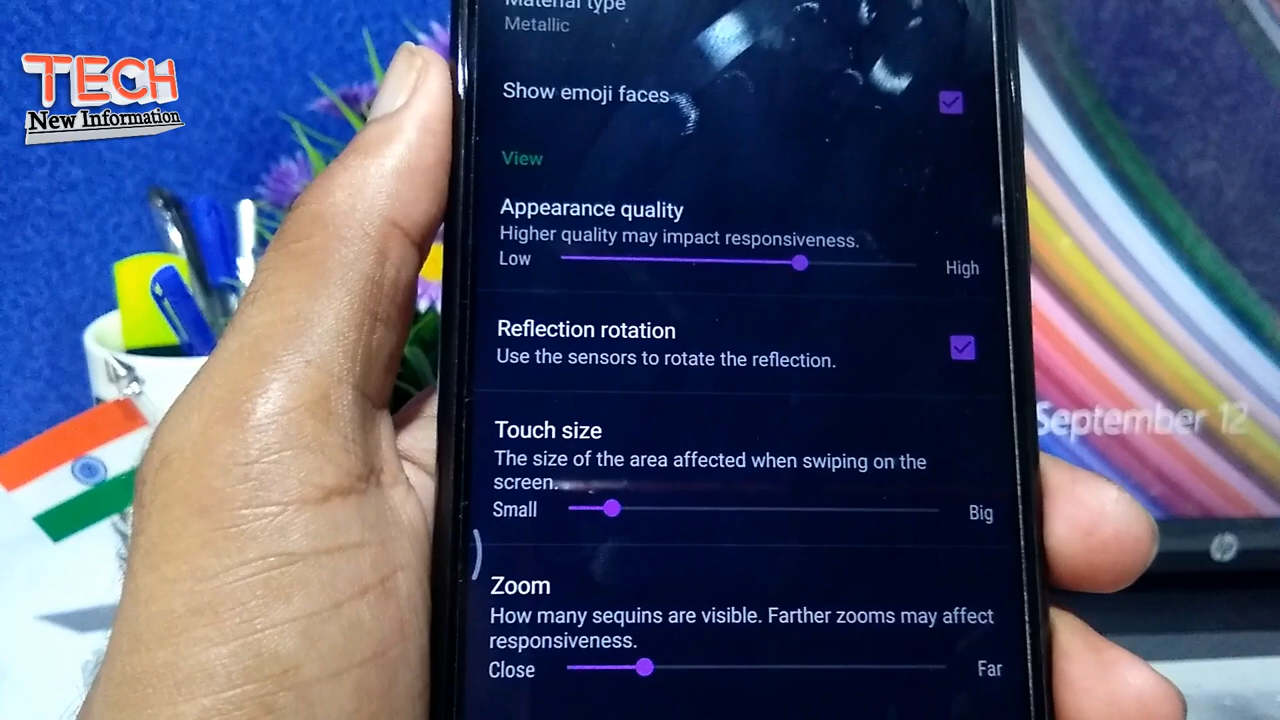 TECH
New Information
Material type
Metallic
Show emoji faces
View
Appearance quality
Higher quality may impact responsiveness.
Low
High
Reflection rotation
Use the sensors to rotate the reflection.
Touch size
The size of the area affected when swiping on the
screen.
Small
Big
Zoom
How many sequins are visible. Farther zooms may affect
responsiveness.
Close
Far
September 12
hp